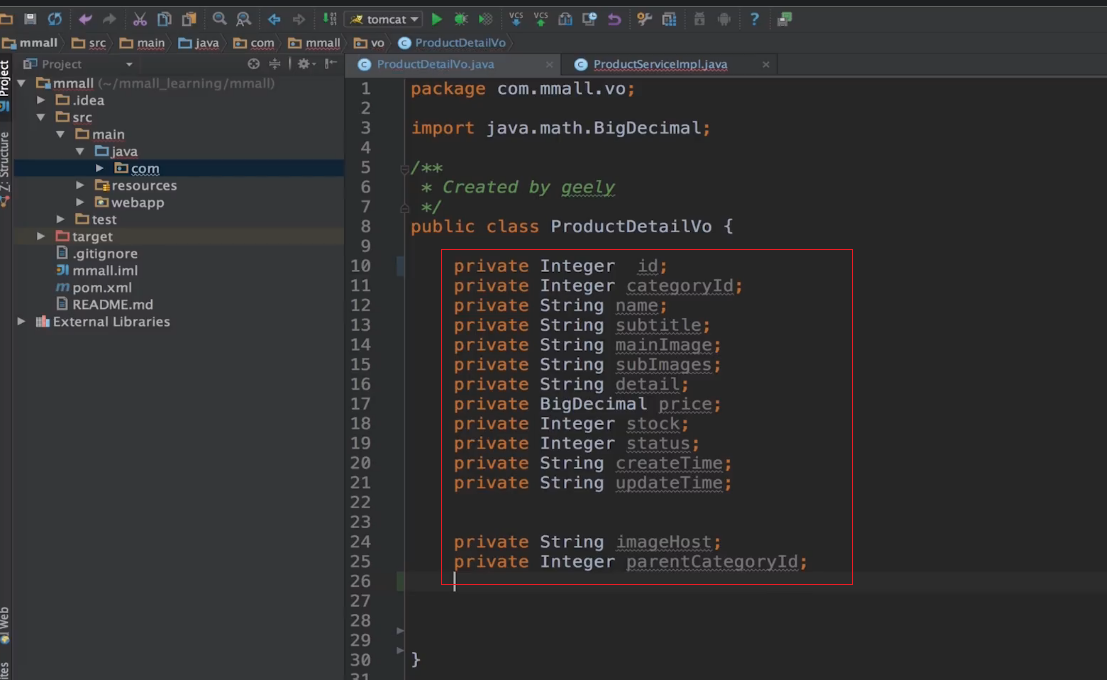 tomcat
VCS
VCS
mmall
src
main
java
com
mmall
vo
ProductDetailVo
Project
ProductDetailVo.java
ProductServiceImpl.java
Project
Z: Structure
Web
mmall (~/mmall_learning/mmall)
.idea
src
main
java
com
resources
webapp
test
target
.gitignore
mmall.iml
pom.xml
README.md
External Libraries
1 package com.mmall.vo;
2
3 import java.math.BigDecimal;
4
5 /**
6 * Created by geely
7 */
8 public class ProductDetailVo {
9
10 private Integer id;
11 private Integer categoryId;
12 private String name;
13 private String subtitle;
14 private String mainImage;
15 private String subImages;
16 private String detail;
17 private BigDecimal price;
18 private Integer stock;
19 private Integer status;
20 private String createTime;
21 private String updateTime;
22
23
24 private String imageHost;
25 private Integer parentCategoryId;
26
27
28
29
30 }
31